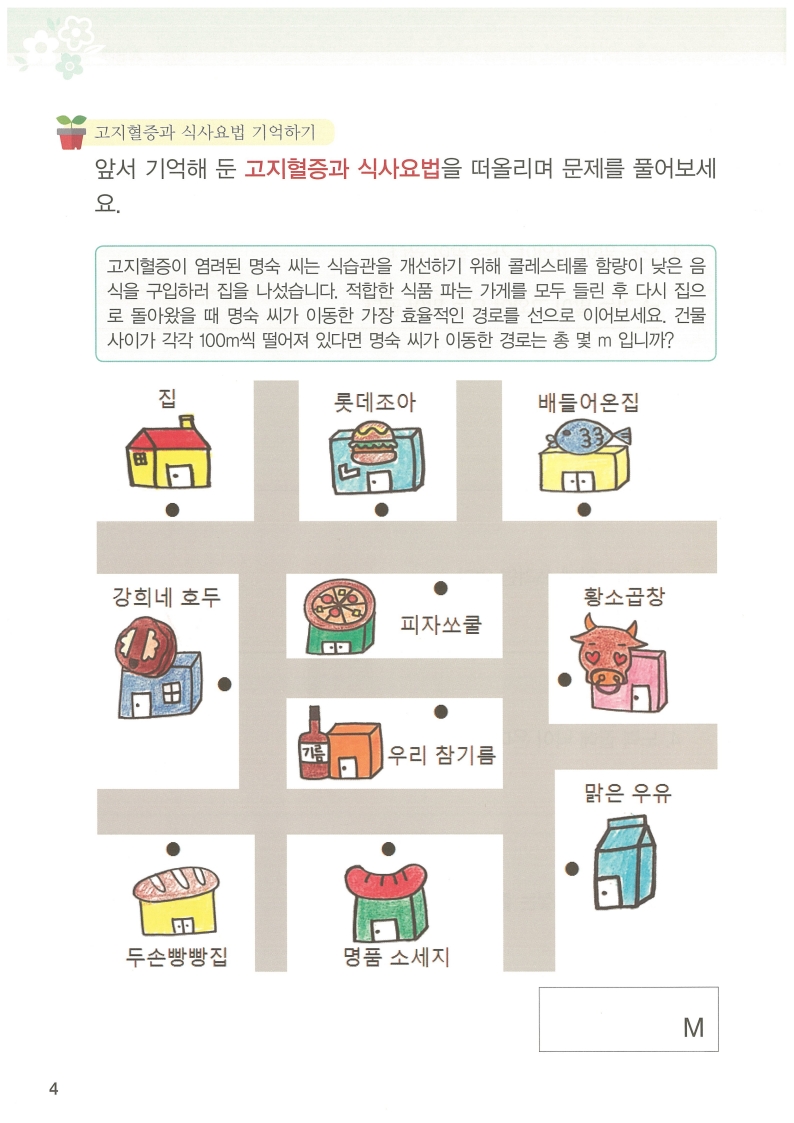 고지혈증과 식사요법 기억하기
앞서 기억해 둔 고지혈증과 식사요법을 떠올리며 문제를 풀어보세
요.
고지혈증이 염려된 명숙 씨는 식습관을 개선하기 위해 콜레스테롤 함량이 낮은 음
식을 구입하러 집을 나섰습니다. 적합한 식품 파는 가게를 모두 들린 후 다시 집으
로 돌아왔을 때 명숙 씨가 이동한 가장 효율적인 경로를 선으로 이어보세요. 건물
사이가 각각 100m씩 떨어져 있다면 명숙 씨가 이동한 경로는 총 몇 m 입니까?
집
롯데조아
배들어온집
강희네 호두
피자쏘쿨
황소곱창
기름
우리 참기름
맑은 우유
두손빵빵집
명품 소세지
M
4